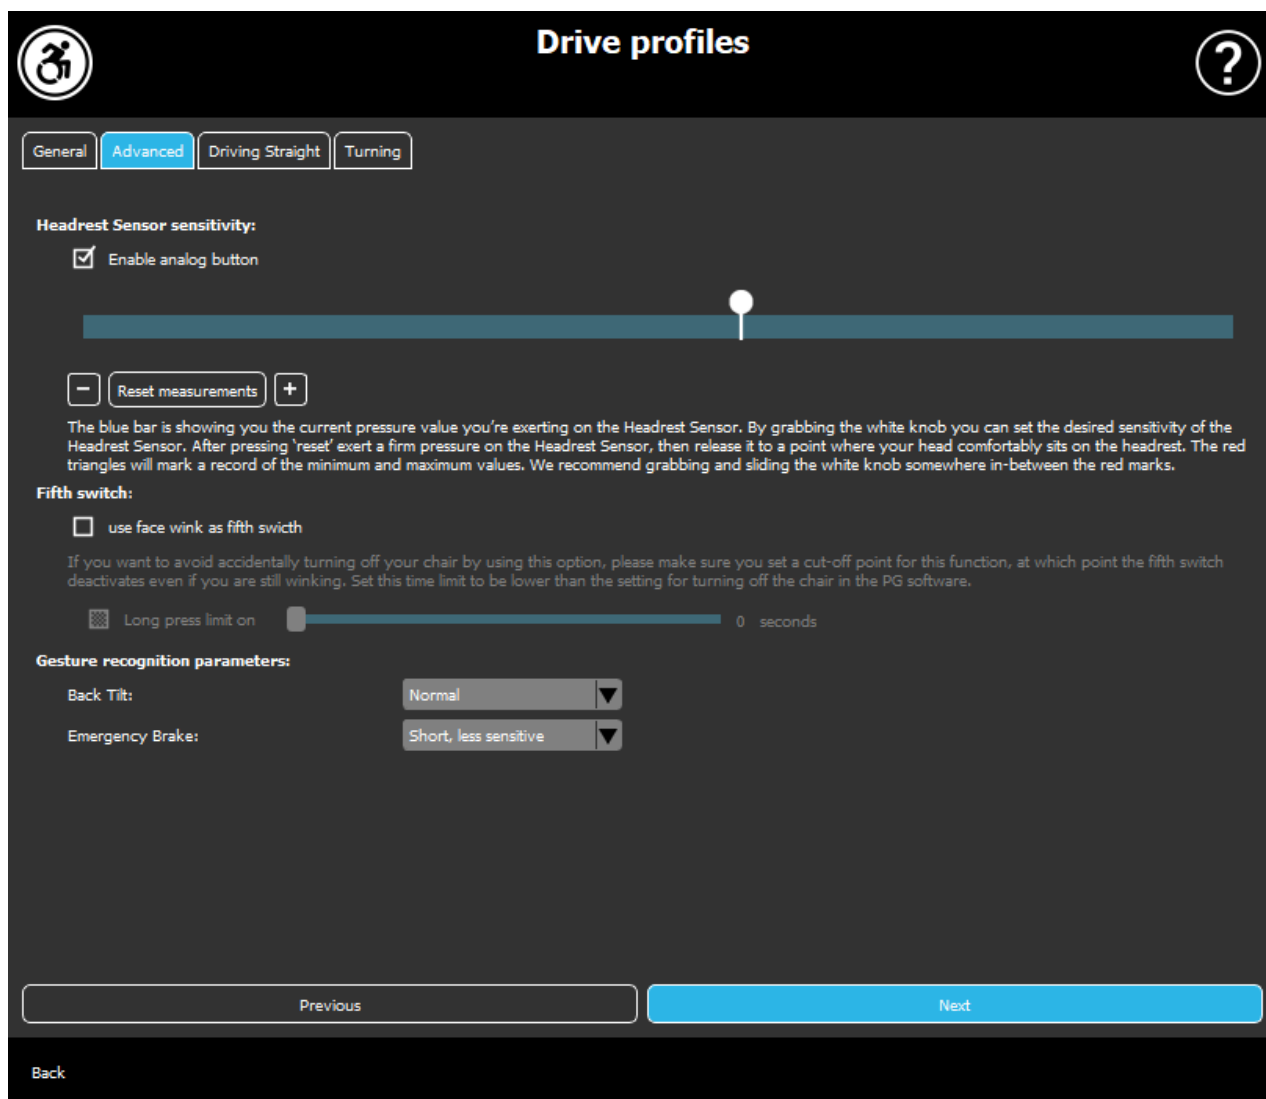 Drive profiles
?
General Advanced Driving Straight Turning
Headrest Sensor sensitivity:
Enable analog button
− Reset measurements +
The blue bar is showing you the current pressure value you’re exerting on the Headrest Sensor. By grabbing the white knob you can set the desired sensitivity of the
Headrest Sensor. After pressing ‘reset’ exert a firm pressure on the Headrest Sensor, then release it to a point where your head comfortably sits on the headrest. The red
triangles will mark a record of the minimum and maximum values. We recommend grabbing and sliding the white knob somewhere in-between the red marks.
Fifth switch:
use face wink as fifth swicth
If you want to avoid accidentally turning off your chair by using this option, please make sure you set a cut-off point for this function, at which point the fifth switch
deactivates even if you are still winking. Set this time limit to be lower than the setting for turning off the chair in the PG software.
Long press limit on 0 seconds
Gesture recognition parameters:
Back Tilt: Normal
Emergency Brake: Short, less sensitive
Previous Next
Back